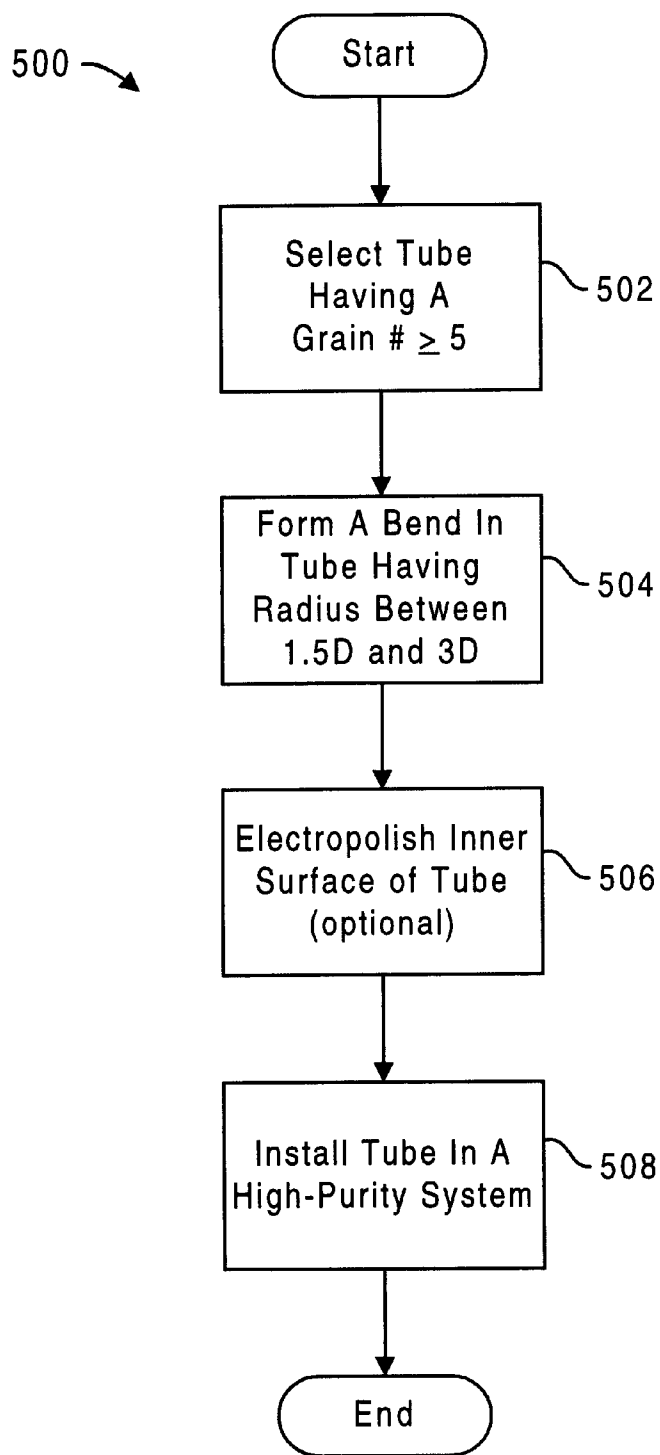 500
Start
Select Tube
Having A
Grain # ≥ 5
502
Form A Bend In
Tube Having
Radius Between
1.5D and 3D
504
Electropolish Inner
Surface of Tube
(optional)
506
Install Tube In A
High-Purity System
508
End